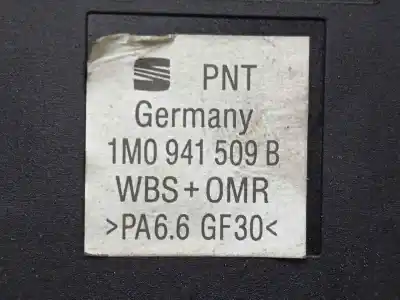 PNT
Germany
1M0 941 509 B
WBS+OMR
>PA6.6 GF30<